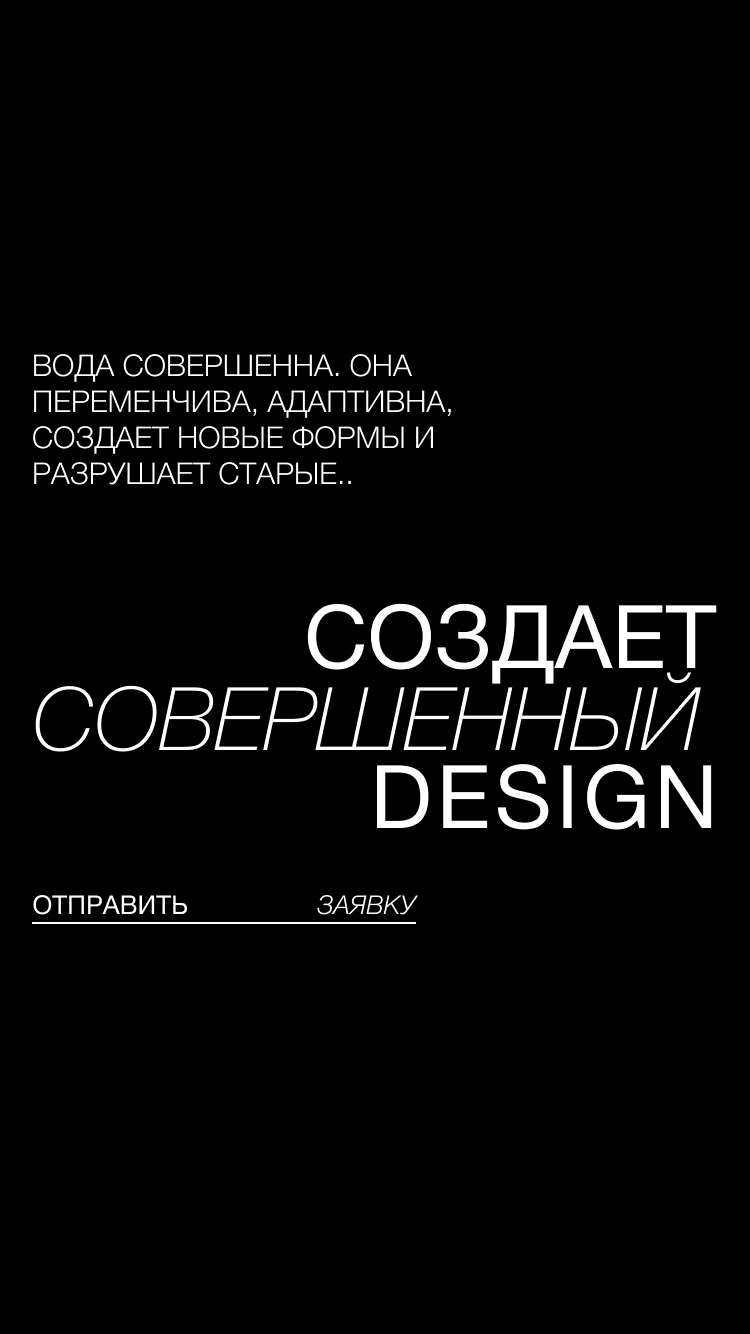 ВОДА СОВЕРШЕННА. ОНА
ПЕРЕМЕНЧИВА, АДАПТИВНА,
СОЗДАЕТ НОВЫЕ ФОРМЫ И
РАЗРУШАЕТ СТАРЫЕ..
СОЗДАЕТ
СОВЕРШЕННЫЙ
DESIGN
ОТПРАВИТЬ ЗАЯВКУ